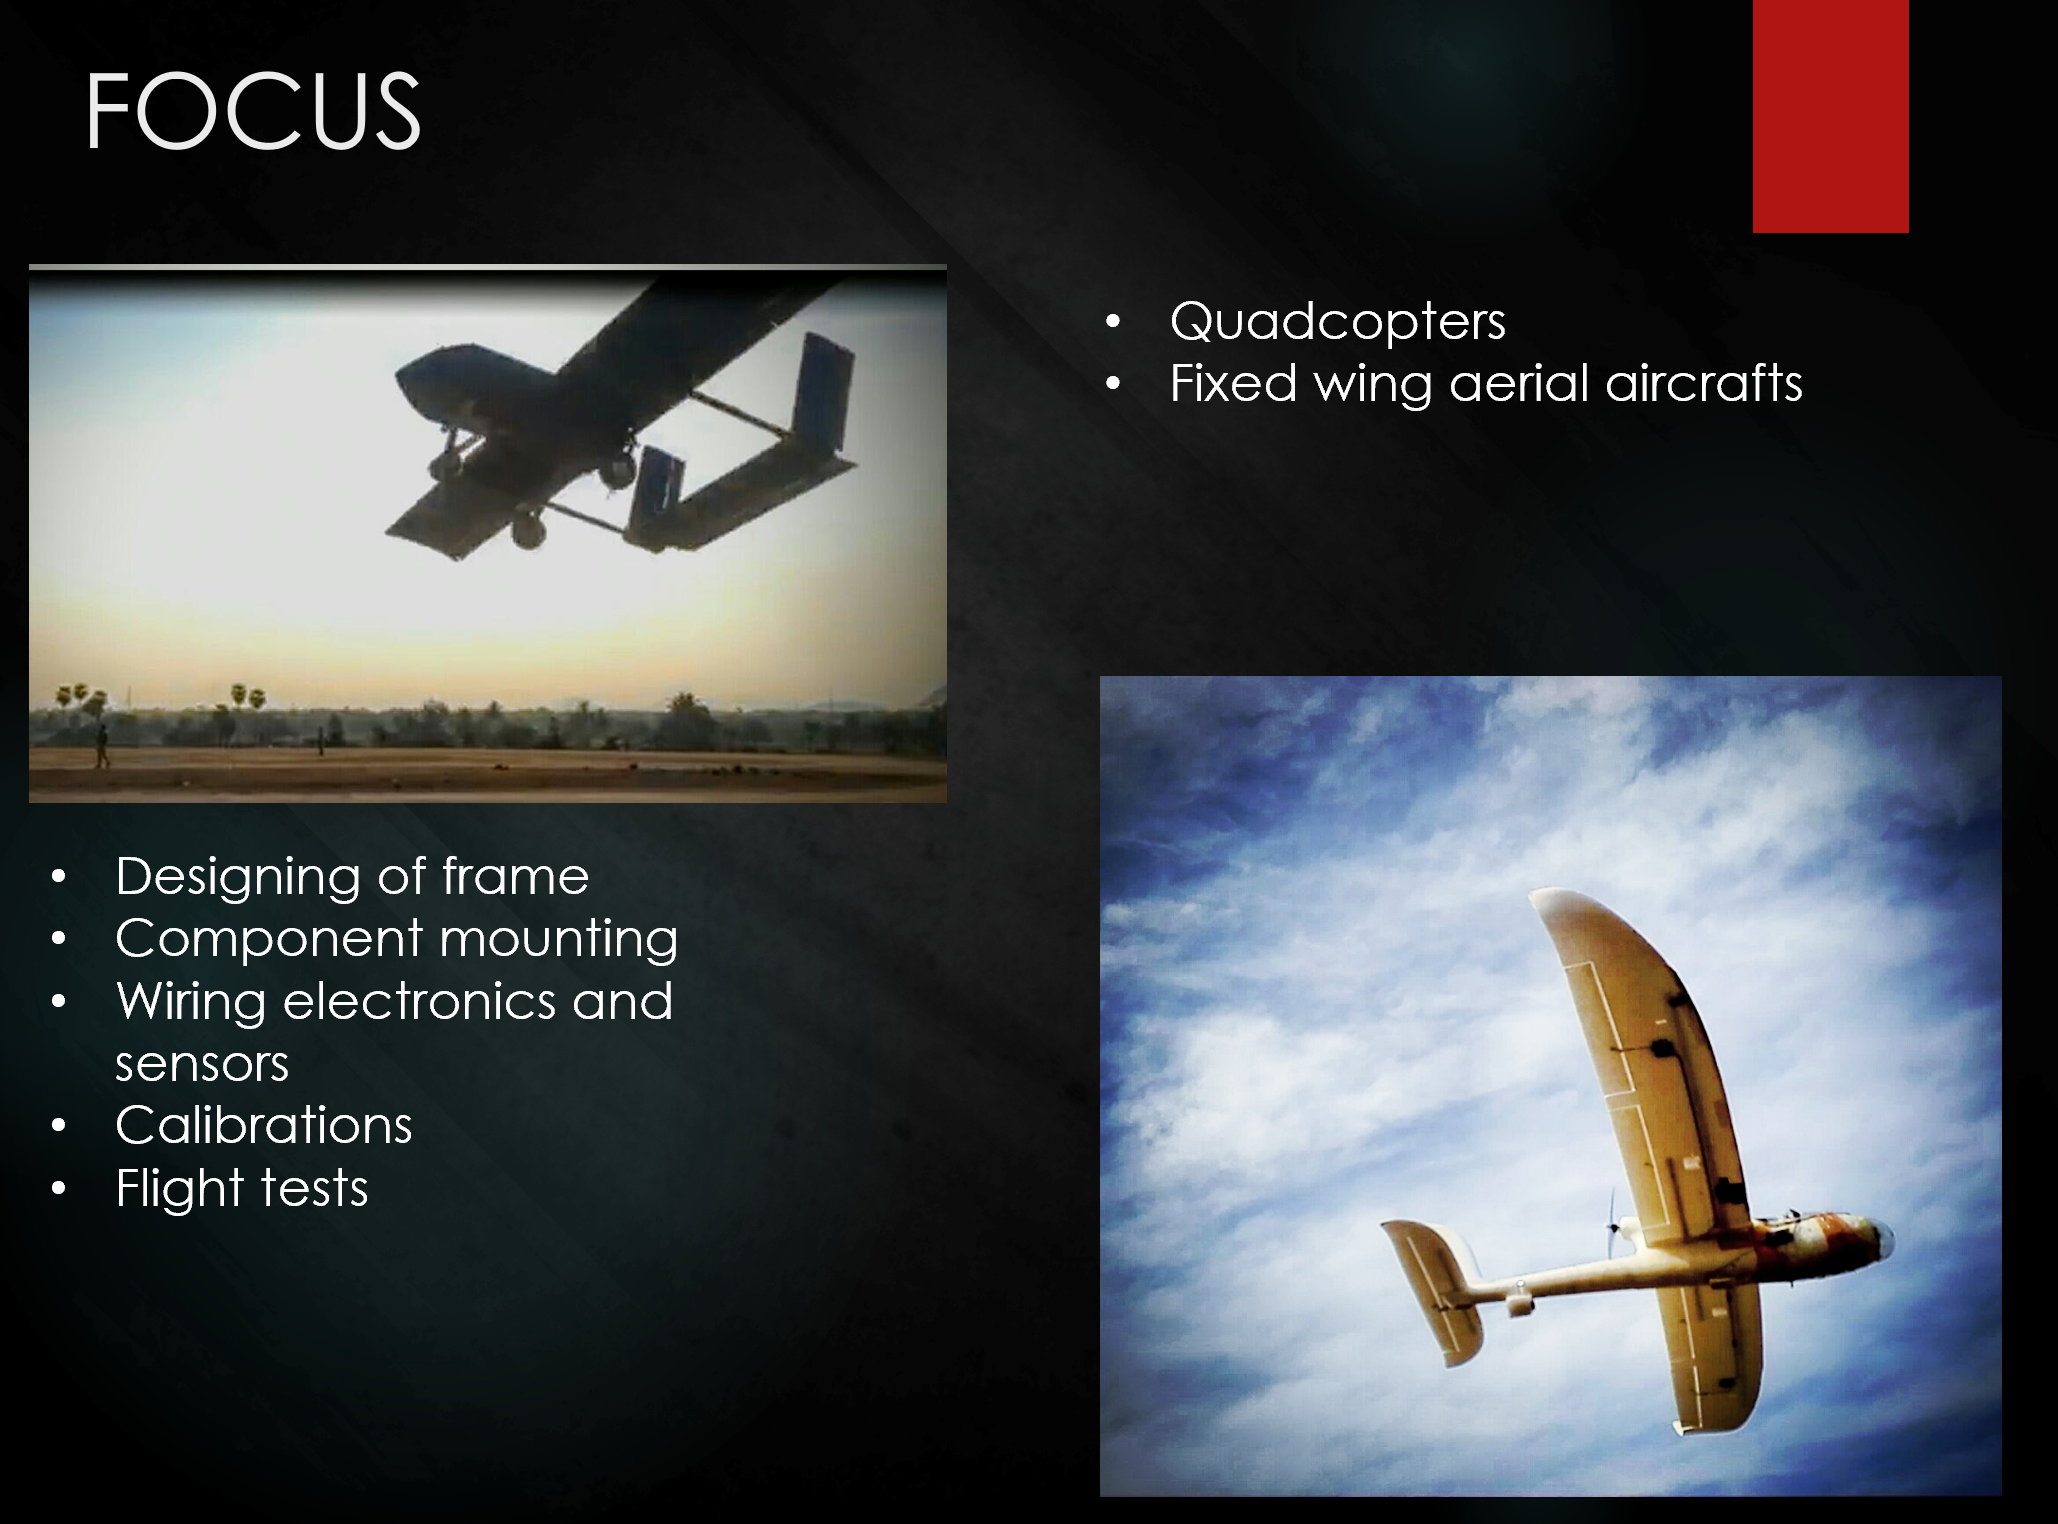 FOCUS
• Quadcopters
• Fixed wing aerial aircrafts
• Designing of frame
• Component mounting
• Wiring electronics and
sensors
• Calibrations
• Flight tests